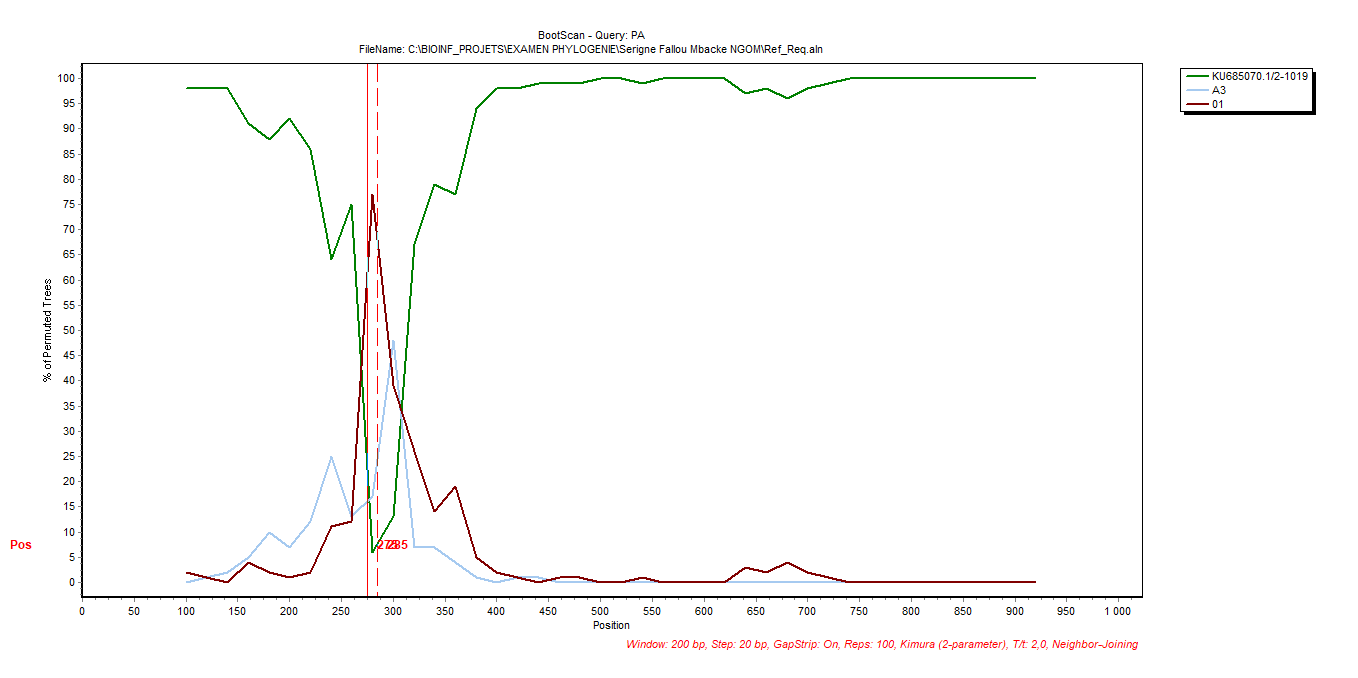 BootScan - Query: PA
FileName: C:\BIOINF_PROJETS\EXAMEN PHYLOGENIE\Serigne Fallou Mbacke NGOM\Ref_Req.aln
KU685070.1/2-1019
A3
01
100
95
90
85
80
75
70
65
60
55
50
45
40
35
30
25
20
15
10
5
0
% of Permuted Trees
Pos
285
0 50 100 150 200 250 300 350 400 450 500 550 600 650 700 750 800 850 900 950 1 000
Position
Window: 200 bp, Step: 20 bp, GapStrip: On, Reps: 100, Kimura (2-parameter), T/t: 2,0, Neighbor-Joining